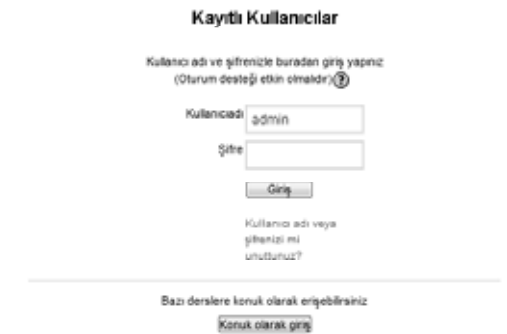 Kayıtlı Kullanıcılar
Kullanıcı adı ve şifrenizle buradan giriş yapınız
(Oturum desteği etkin olmalıdır)(?)
Kullanıcıadı
admin
Şifre
Giriş
Kullanıcı adı veya
şifrenizi mi
unuttunuz?
Bazı derslere konuk olarak erişebilirsiniz
Konuk olarak giriş